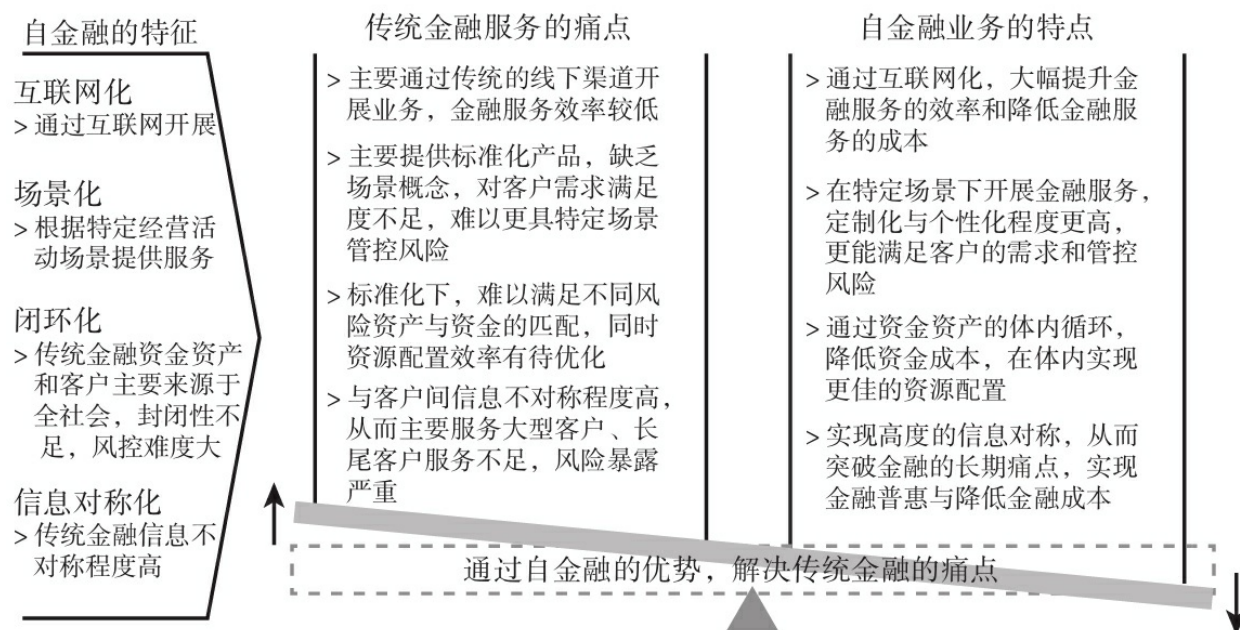 自金融的特征
互联网化
> 通过互联网开展
场景化
> 根据特定经营活
动场景提供服务
闭环化
> 传统金融资金资产
和客户主要来源于
全社会，封闭性不
足，风控难度大
信息对称化
> 传统金融信息不
对称程度高
传统金融服务的痛点
> 主要通过传统的线下渠道开
展业务，金融服务效率较低
> 主要提供标准化产品，缺乏
场景概念，对客户需求满足
度不足，难以更具特定场景
管控风险
> 标准化下，难以满足不同风
险资产与资金的匹配，同时
资源配置效率有待优化
> 与客户间信息不对称程度高，
从而主要服务大型客户、长
尾客户服务不足，风险暴露
严重
自金融业务的特点
> 通过互联网化，大幅提升金
融服务的效率和降低金融服
务的成本
> 在特定场景下开展金融服务，
定制化与个性化程度更高，
更能满足客户的需求和管控
风险
> 通过资金资产的体内循环，
降低资金成本，在体内实现
更佳的资源配置
> 实现高度的信息对称，从而
突破金融的长期痛点，实现
金融普惠与降低金融成本
通过自金融的优势，解决传统金融的痛点